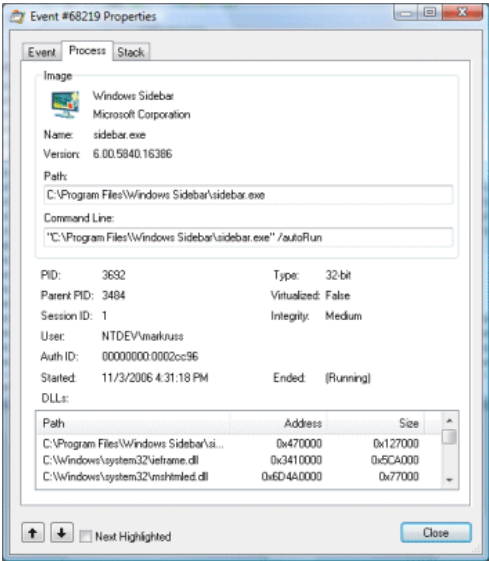 Event #68219 Properties
Event Process Stack
Image
Windows Sidebar
Microsoft Corporation
Name: sidebar.exe
Version: 6.00.5840.16386
Path:
C:\Program Files\Windows Sidebar\sidebar.exe
Command Line:
"C:\Program Files\Windows Sidebar\sidebar.exe" /autoRun
PID: 3692 Type: 32-bit
Parent PID: 3484 Virtualized: False
Session ID: 1 Integrity: Medium
User: NTDEV\markruss
Auth ID: 00000000:0002cc96
Started: 11/3/2006 4:31:18 PM Ended: (Running)
DLLs:
Path Address Size
C:\Program Files\Windows Sidebar\si... 0x470000 0x127000
C:\Windows\system32\ieframe.dll 0x3410000 0x5CA000
C:\Windows\system32\mshtmled.dll 0x6D4A0000 0x77000
Next Highlighted Close